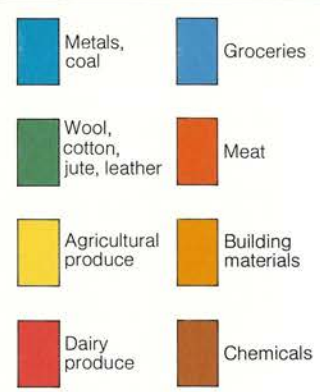 Metals,
coal
Groceries
Wool,
cotton,
jute, leather
Meat
Agricultural
produce
Building
materials
Dairy
produce
Chemicals